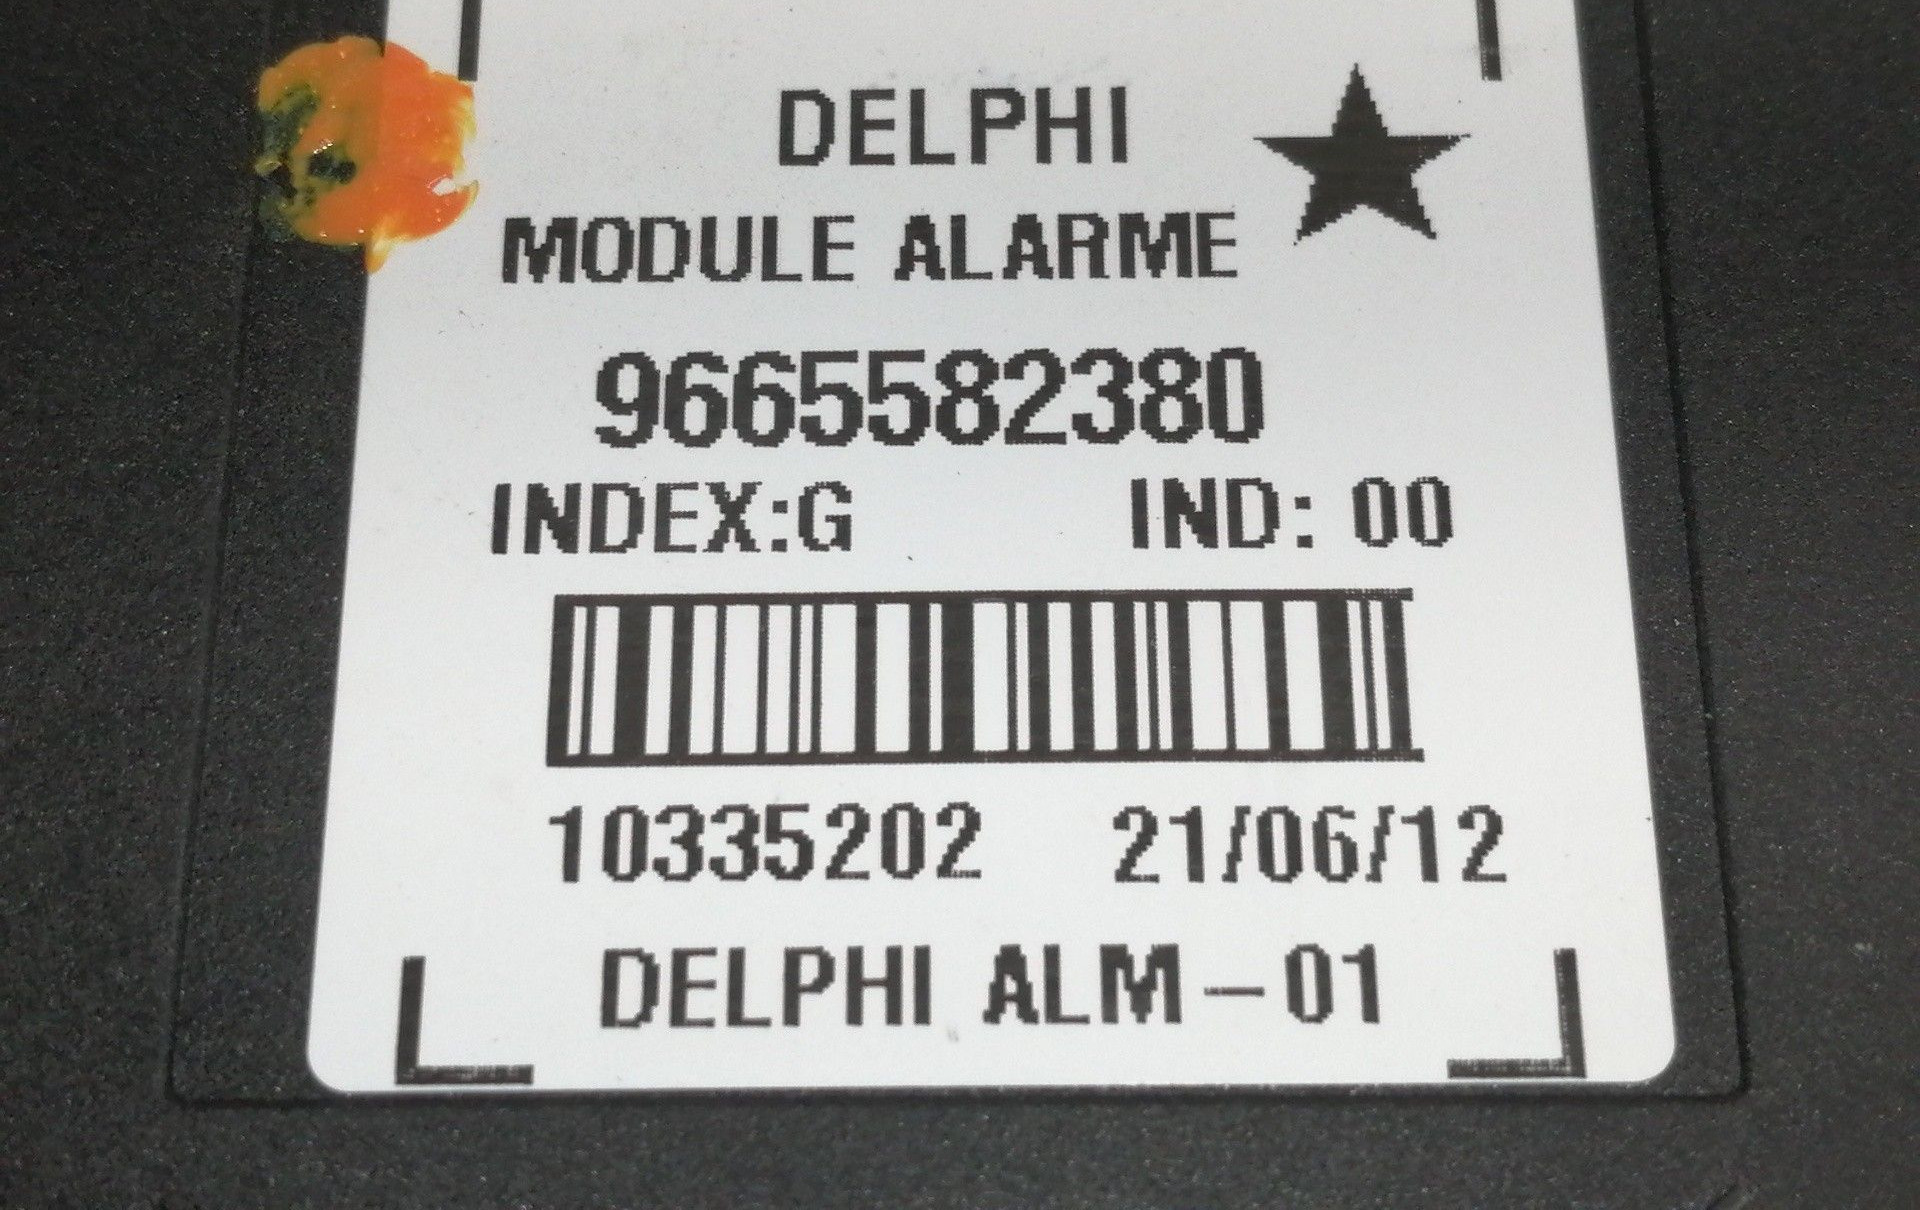 DELPHI
MODULE ALARME
9665582380
INDEX:G IND: 00
10335202 21/06/12
DELPHI ALM-01